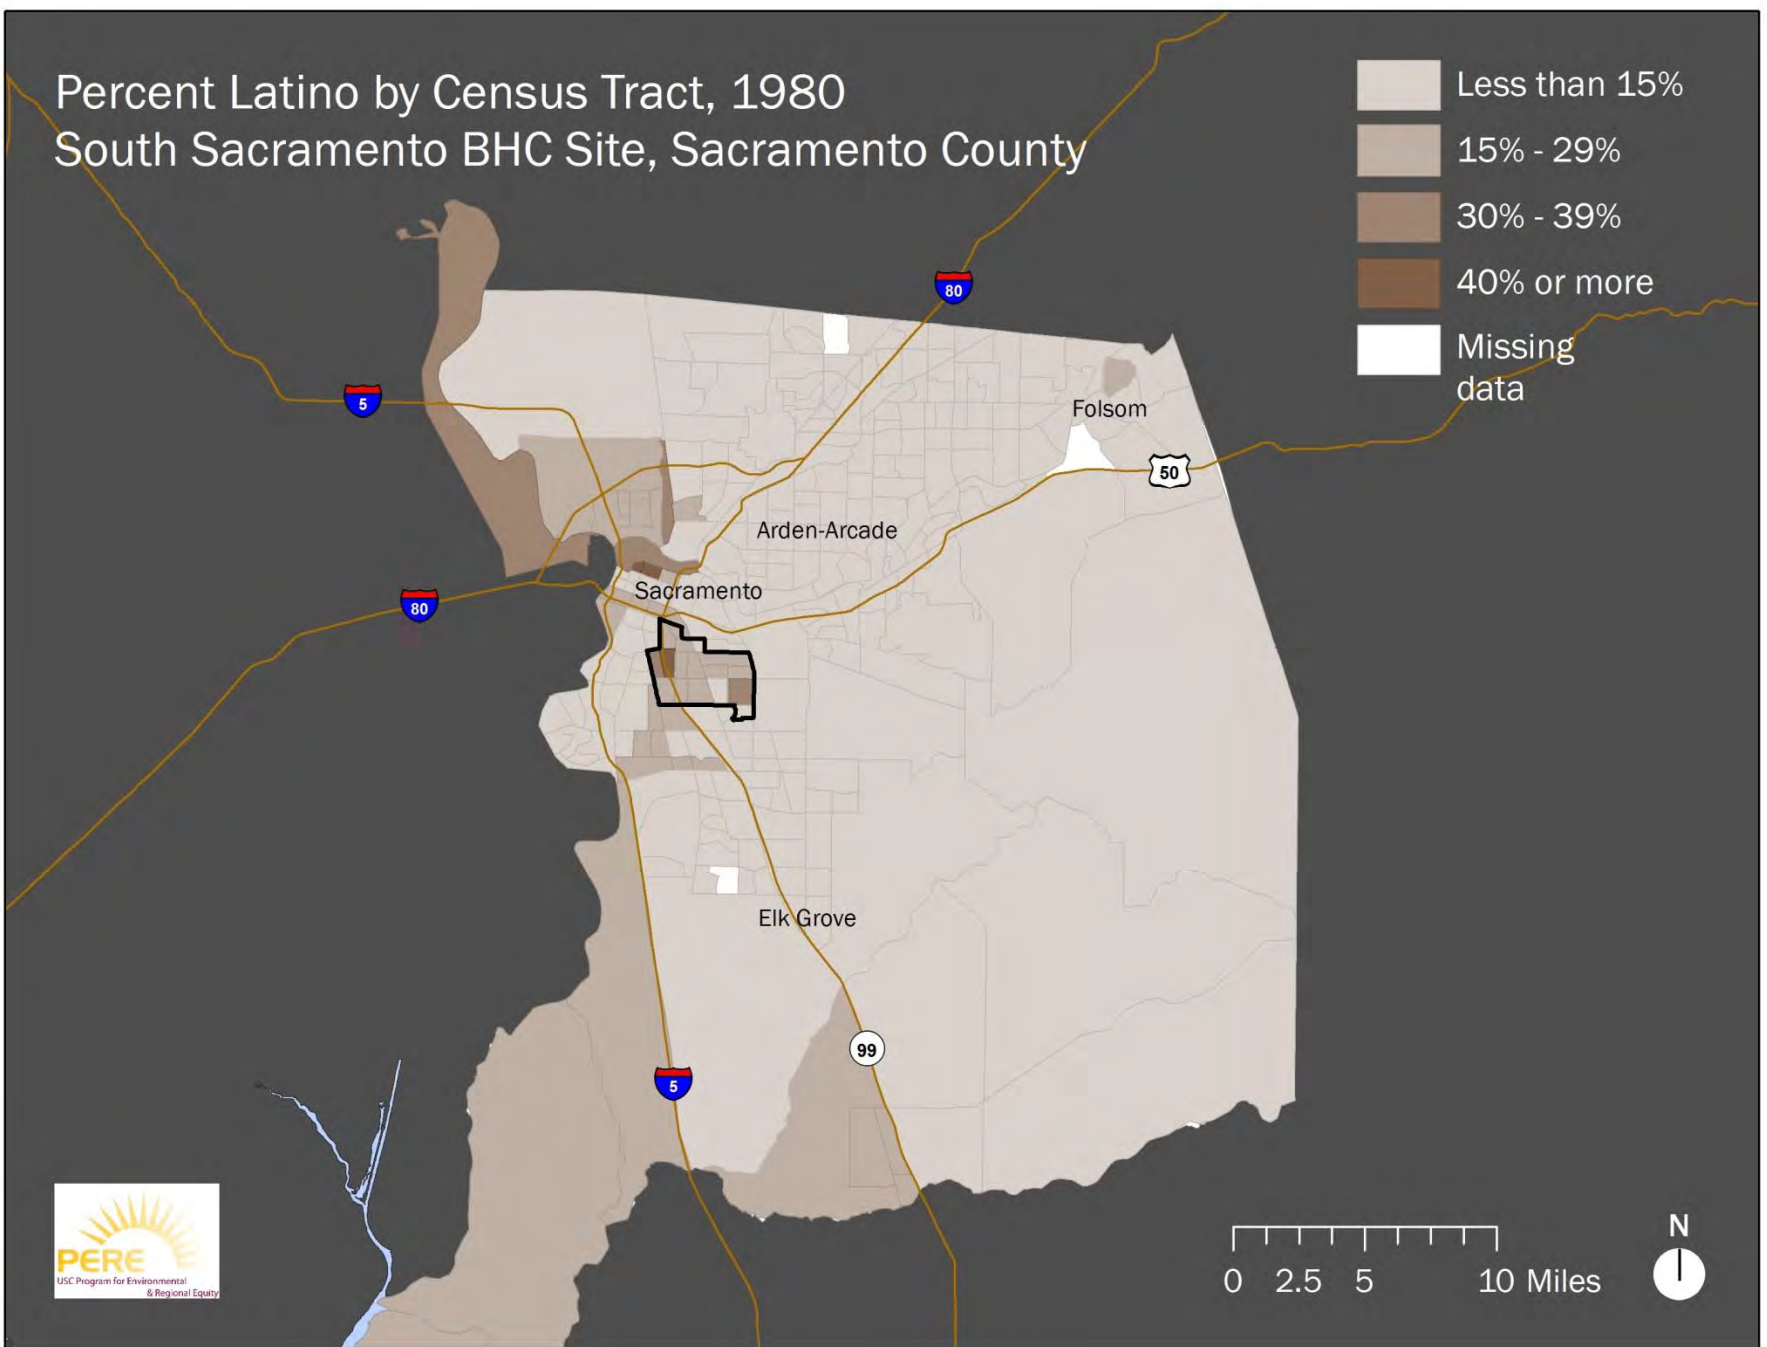 Percent Latino by Census Tract, 1980
South Sacramento BHC Site, Sacramento County
Less than 15%
15% - 29%
30% - 39%
40% or more
Missing
data
80
5
Folsom
50
Arden-Arcade
Sacramento
80
Elk Grove
99
5
PERE
USC Program for Environmental
& Regional Equity
N
0 2.5 5 10 Miles